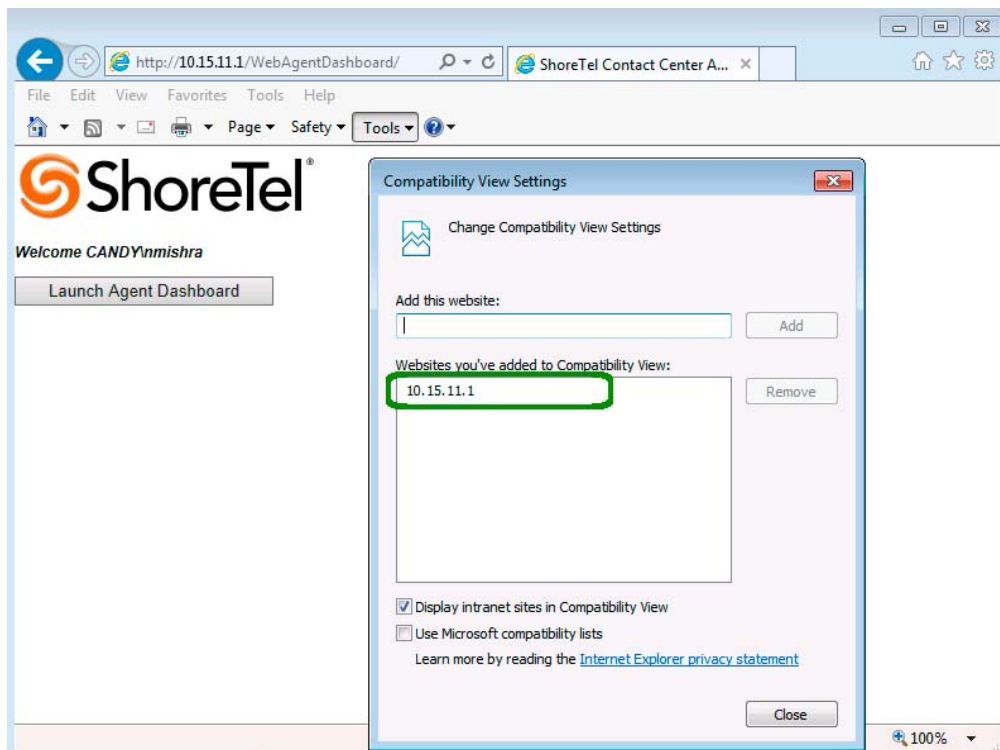 http://10.15.11.1/WebAgentDashboard/
ShoreTel Contact Center A...
File Edit View Favorites Tools Help
Page Safety Tools
ShoreTel®
Welcome CANDY\nmishra
Launch Agent Dashboard
Compatibility View Settings
Change Compatibility View Settings
Add this website:
Add
Websites you've added to Compatibility View:
10.15.11.1
Remove
Display intranet sites in Compatibility View
Use Microsoft compatibility lists
Learn more by reading the Internet Explorer privacy statement
Close
100%